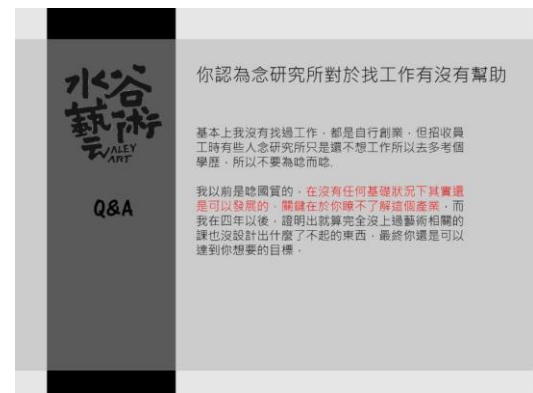 水谷
藝術
WALEY
ART
Q&A
你認為念研究所對於找工作有沒有幫助
基本上我沒有找過工作，都是自行創業，但招收員
工時有些人念研究所只是還不想工作所以去多考個
學歷，所以不要為唸而唸.
我以前是唸國貿的，在沒有任何基礎狀況下其實還
是可以發展的，關鍵在於你瞭不了解這個產業，而
我在四年以後，證明出就算完全沒上過藝術相關的
課也沒設計出什麼了不起的東西，最終你還是可以
達到你想要的目標，